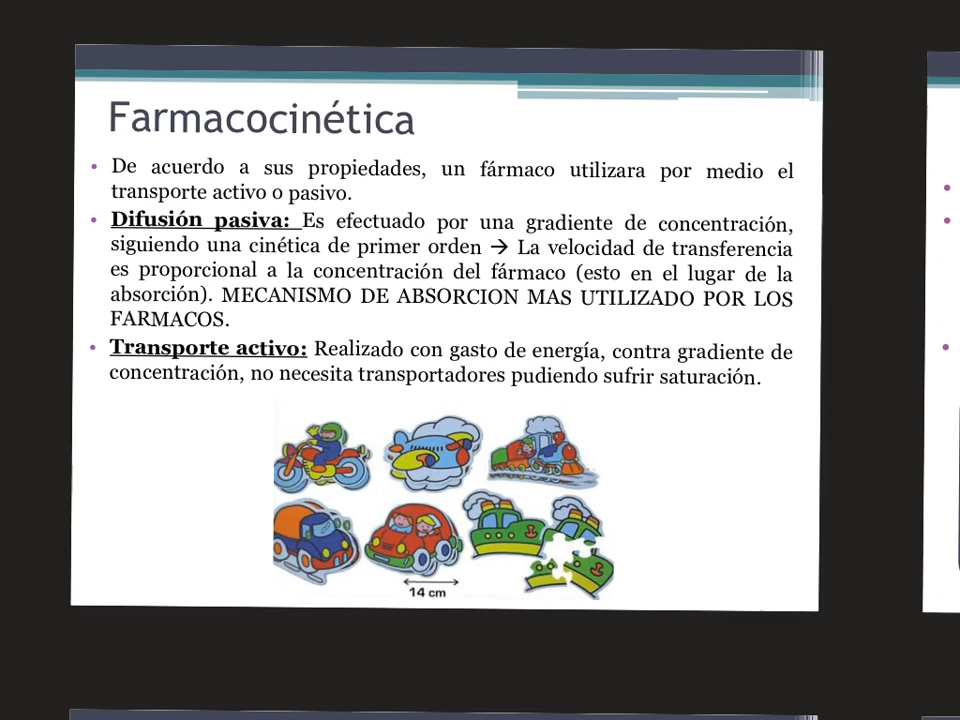 Farmacocinética
• De acuerdo a sus propiedades, un fármaco utilizara por medio el
transporte activo o pasivo.
• Difusión pasiva: Es efectuado por una gradiente de concentración,
siguiendo una cinética de primer orden → La velocidad de transferencia
es proporcional a la concentración del fármaco (esto en el lugar de la
absorción). MECANISMO DE ABSORCION MAS UTILIZADO POR LOS
FARMACOS.
• Transporte activo: Realizado con gasto de energía, contra gradiente de
concentración, no necesita transportadores pudiendo sufrir saturación.
14 cm